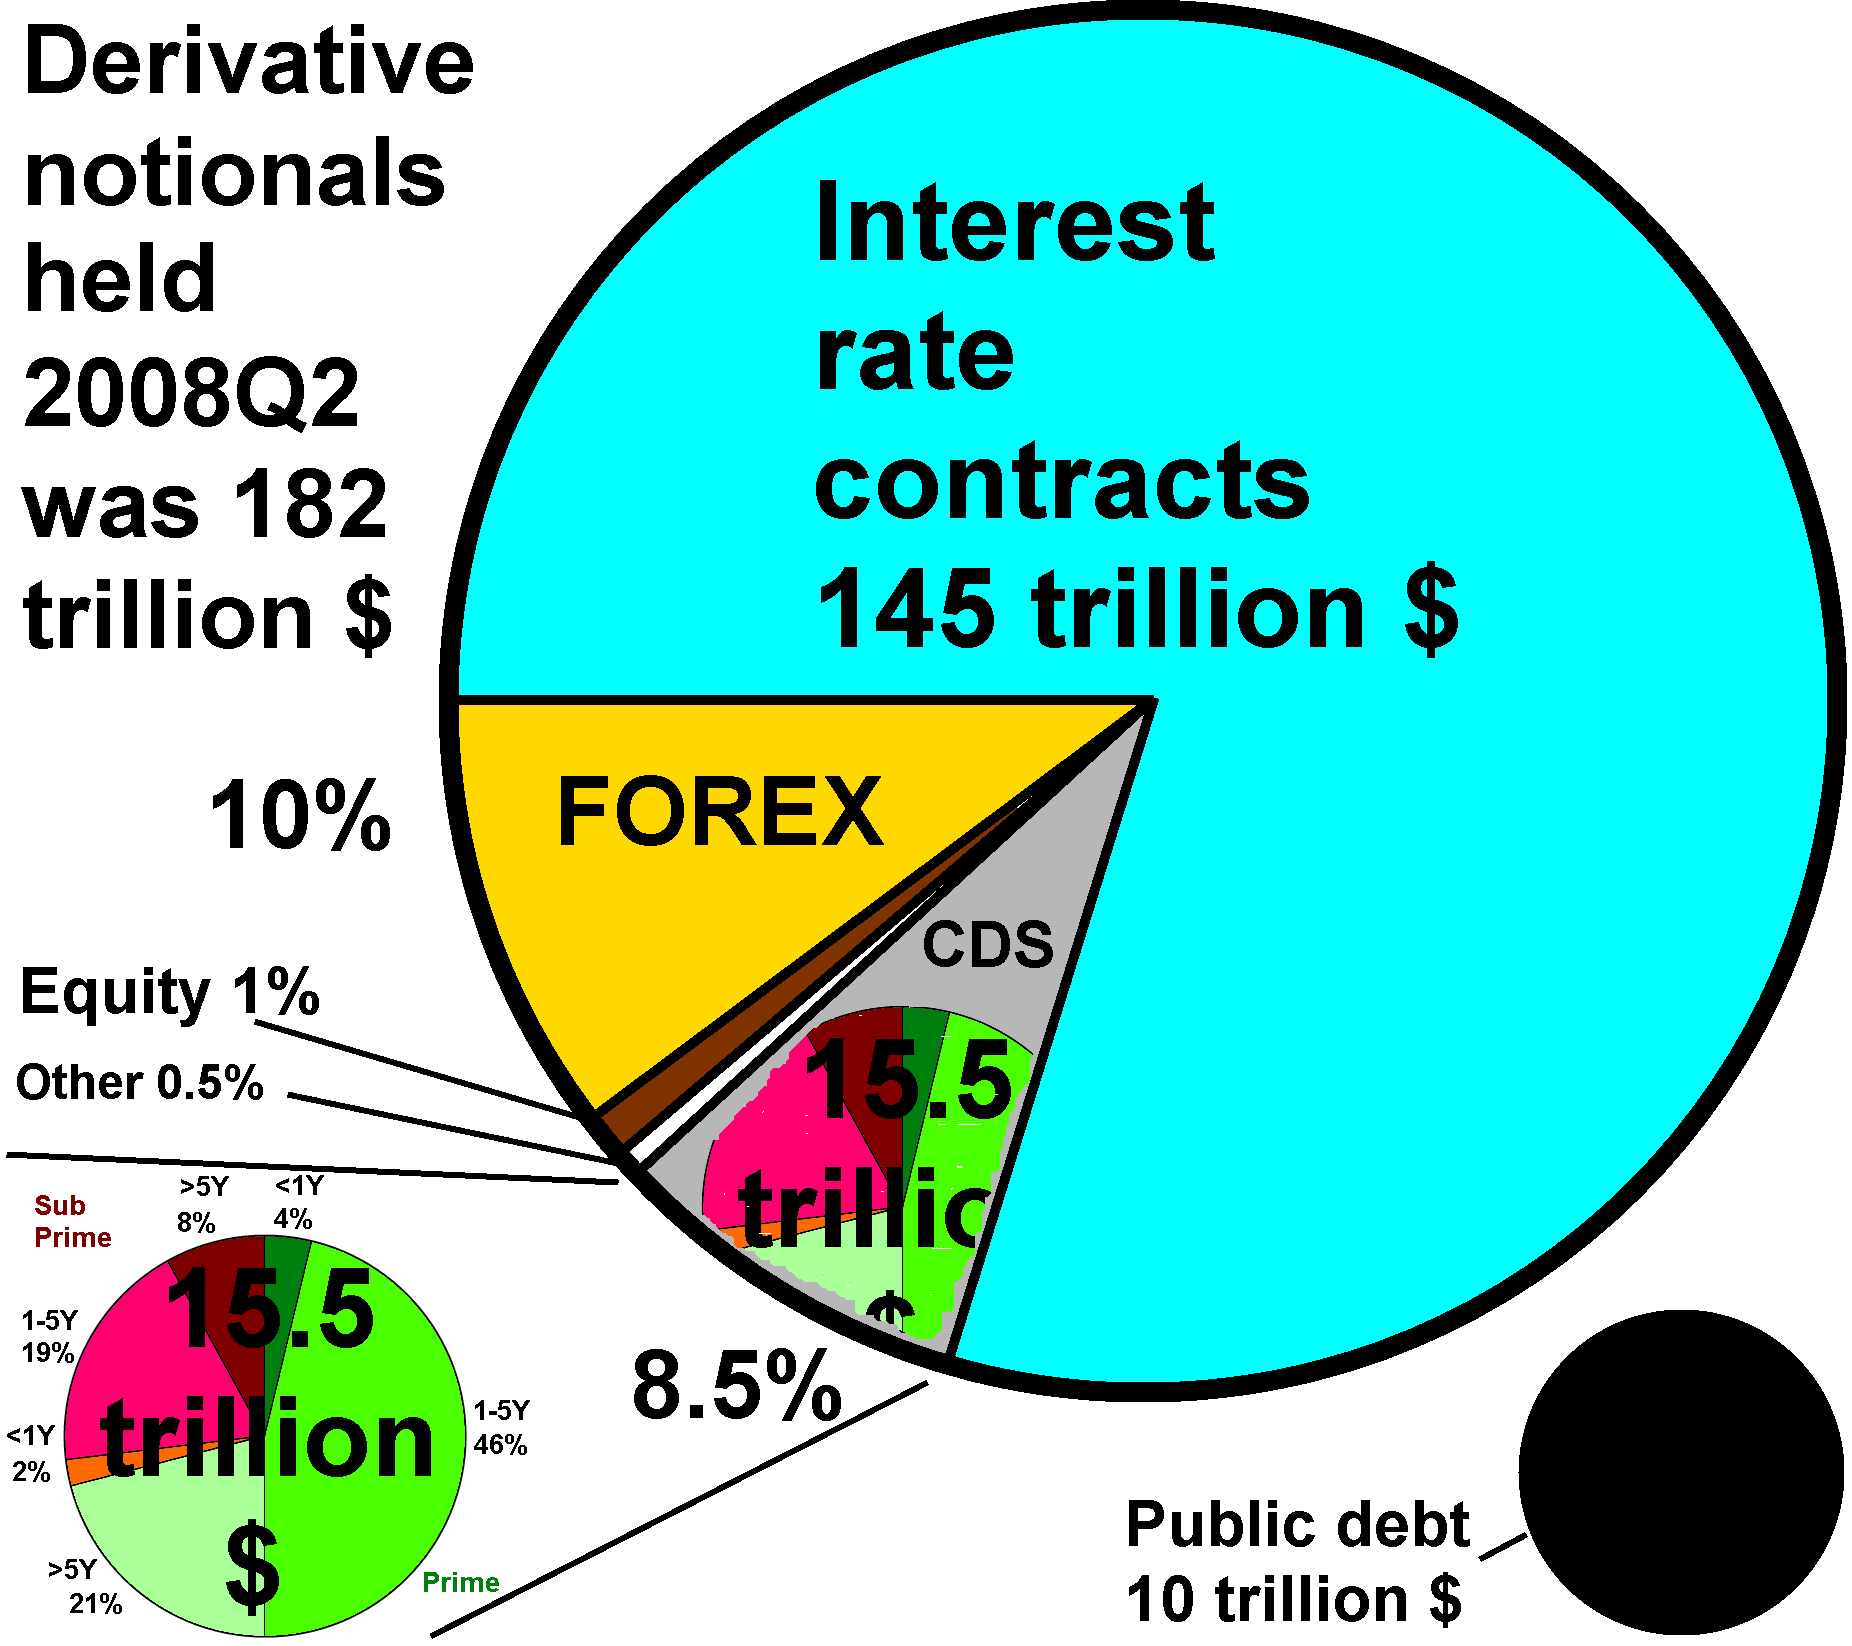 Derivative
notionals
held
2008Q2
was 182
trillion $
Interest
rate
contracts
145 trillion $
10%
FOREX
CDS
Equity 1%
Other 0.5%
15.5
trillio
$
8.5%
Sub
Prime
>5Y
8%
<1Y
4%
1-5Y
19%
15.5
trillion
$
<1Y
2%
1-5Y
46%
>5Y
21%
Prime
Public debt
10 trillion $